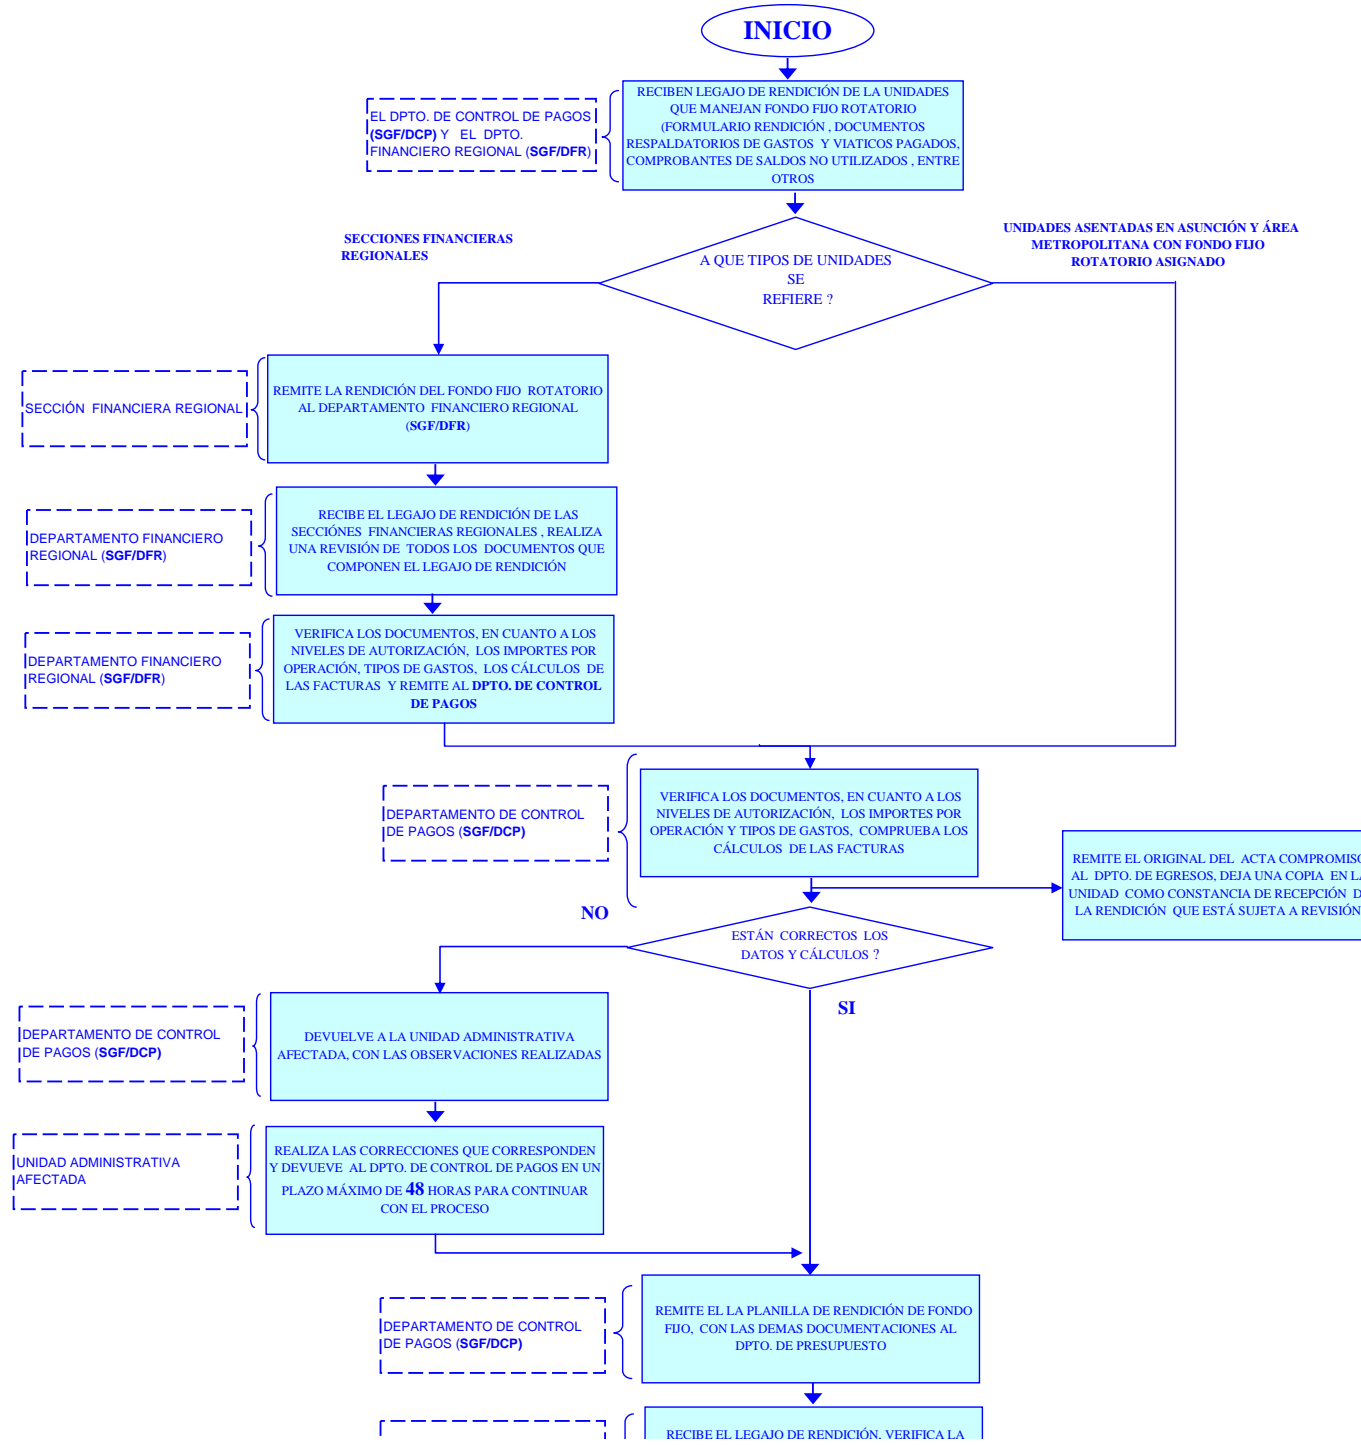 INICIO
EL DPTO. DE CONTROL DE PAGOS
(SGF/DCP) Y EL DPTO.
FINANCIERO REGIONAL (SGF/DFR)
RECIBEN LEGAJO DE RENDICIÓN DE LA UNIDADES
QUE MANEJAN FONDO FIJO ROTATORIO
(FORMULARIO RENDICIÓN , DOCUMENTOS
RESPALDATORIOS DE GASTOS Y VIATICOS PAGADOS,
COMPROBANTES DE SALDOS NO UTILIZADOS , ENTRE
OTROS
SECCIONES FINANCIERAS
REGIONALES
A QUE TIPOS DE UNIDADES
SE
REFIERE ?
UNIDADES ASENTADAS EN ASUNCIÓN Y ÁREA
METROPOLITANA CON FONDO FIJO
ROTATORIO ASIGNADO
SECCIÓN FINANCIERA REGIONAL
REMITE LA RENDICIÓN DEL FONDO FIJO ROTATORIO
AL DEPARTAMENTO FINANCIERO REGIONAL
(SGF/DFR)
DEPARTAMENTO FINANCIERO
REGIONAL (SGF/DFR)
RECIBE EL LEGAJO DE RENDICIÓN DE LAS
SECCIÓNES FINANCIERAS REGIONALES , REALIZA
UNA REVISIÓN DE TODOS LOS DOCUMENTOS QUE
COMPONEN EL LEGAJO DE RENDICIÓN
DEPARTAMENTO FINANCIERO
REGIONAL (SGF/DFR)
VERIFICA LOS DOCUMENTOS, EN CUANTO A LOS
NIVELES DE AUTORIZACIÓN, LOS IMPORTES POR
OPERACIÓN, TIPOS DE GASTOS, LOS CÁLCULOS DE
LAS FACTURAS Y REMITE AL DPTO. DE CONTROL
DE PAGOS
DEPARTAMENTO DE CONTROL
DE PAGOS (SGF/DCP)
VERIFICA LOS DOCUMENTOS, EN CUANTO A LOS
NIVELES DE AUTORIZACIÓN, LOS IMPORTES POR
OPERACIÓN Y TIPOS DE GASTOS, COMPRUEBA LOS
CÁLCULOS DE LAS FACTURAS
REMITE EL ORIGINAL DEL ACTA COMPROMISO
AL DPTO. DE EGRESOS, DEJA UNA COPIA EN LA
UNIDAD COMO CONSTANCIA DE RECEPCIÓN D
LA RENDICIÓN QUE ESTÁ SUJETA A REVISIÓN
NO
ESTÁN CORRECTOS LOS
DATOS Y CÁLCULOS ?
SI
DEPARTAMENTO DE CONTROL
DE PAGOS (SGF/DCP)
DEVUELVE A LA UNIDAD ADMINISTRATIVA
AFECTADA, CON LAS OBSERVACIONES REALIZADAS
UNIDAD ADMINISTRATIVA
AFECTADA
REALIZA LAS CORRECCIONES QUE CORRESPONDEN
Y DEVUEVE AL DPTO. DE CONTROL DE PAGOS EN UN
PLAZO MÁXIMO DE 48 HORAS PARA CONTINUAR
CON EL PROCESO
DEPARTAMENTO DE CONTROL
DE PAGOS (SGF/DCP)
REMITE EL LA PLANILLA DE RENDICIÓN DE FONDO
FIJO, CON LAS DEMAS DOCUMENTACIONES AL
DPTO. DE PRESUPUESTO
RECIBE EL LEGAJO DE RENDICIÓN, VERIFICA LA